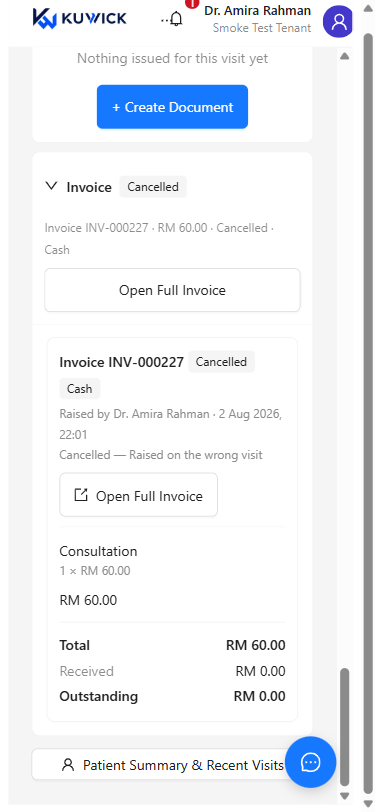 KUWICK
Dr. Amira Rahman
Smoke Test Tenant
Nothing issued for this visit yet
+ Create Document
Invoice Cancelled
Invoice INV-000227 · RM 60.00 · Cancelled ·
Cash
Open Full Invoice
Invoice INV-000227 Cancelled
Cash
Raised by Dr. Amira Rahman · 2 Aug 2026,
22:01
Cancelled — Raised on the wrong visit
Open Full Invoice
Consultation
1 × RM 60.00
RM 60.00
Total RM 60.00
Received RM 0.00
Outstanding RM 0.00
Patient Summary & Recent Visits